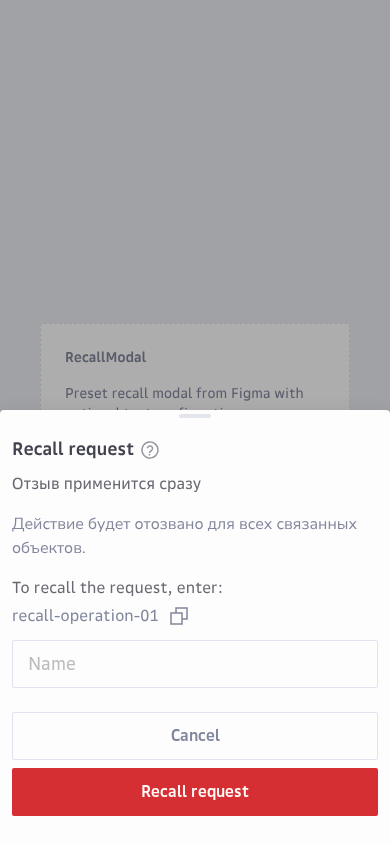 RecallModal
Preset recall modal from Figma with
Recall request
Отзыв применится сразу
Действие будет отозвано для всех связанных
объектов.
To recall the request, enter:
recall-operation-01
Name
Cancel
Recall request